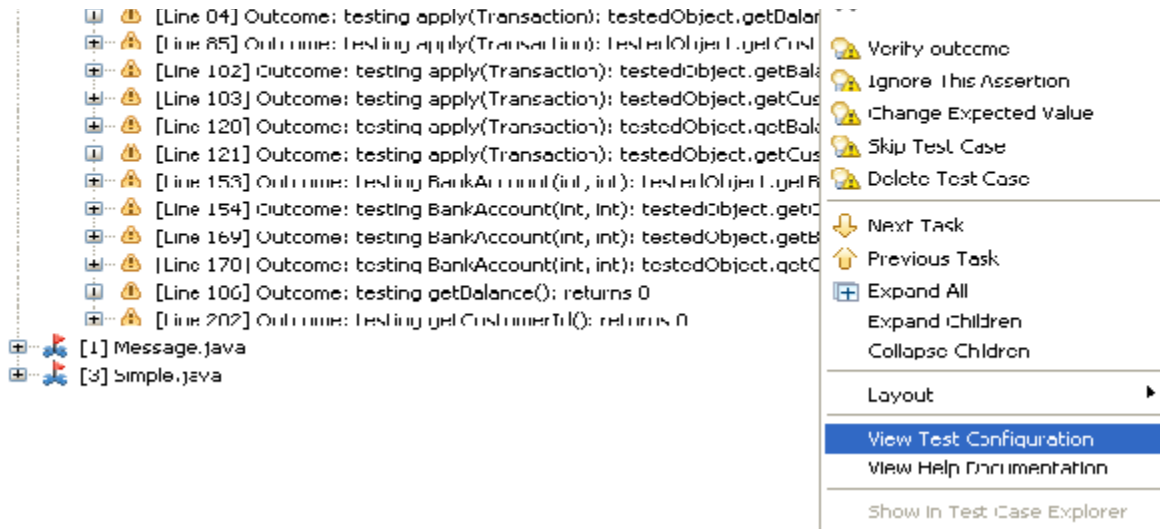 [Line 04] Outcome: testing apply(Transaction): testedObject.getBalar
[Line 85] Outcome: testing apply(Transaction): testedObject.getCust
[Line 102] Outcome: testing apply(Transaction): testedObject.getBala
[Line 103] Outcome: testing apply(Transaction): testedObject.getCus
[Line 120] Outcome: testing apply(Transaction): testedObject.getBala
[Line 121] Outcome: testing apply(Transaction): testedObject.getCus
[Line 153] Outcome: testing BankAccount(int, int): testedObject.getB
[Line 154] Outcome: testing BankAccount(int, int): testedObject.getC
[Line 169] Outcome: testing BankAccount(int, int): testedObject.getB
[Line 170] Outcome: testing BankAccount(int, int): testedObject.getC
[Line 106] Outcome: testing getBalance(): returns 0
[Line 202] Outcome: testing getCustomerId(): returns 0
[1] Message.java
[3] Simple.java
Verify outcome
Ignore This Assertion
Change Expected Value
Skip Test Case
Delete Test Case
Next Task
Previous Task
Expand All
Expand Children
Collapse Children
Layout
View Test Configuration
View Help Documentation
Show in Test Case Explorer